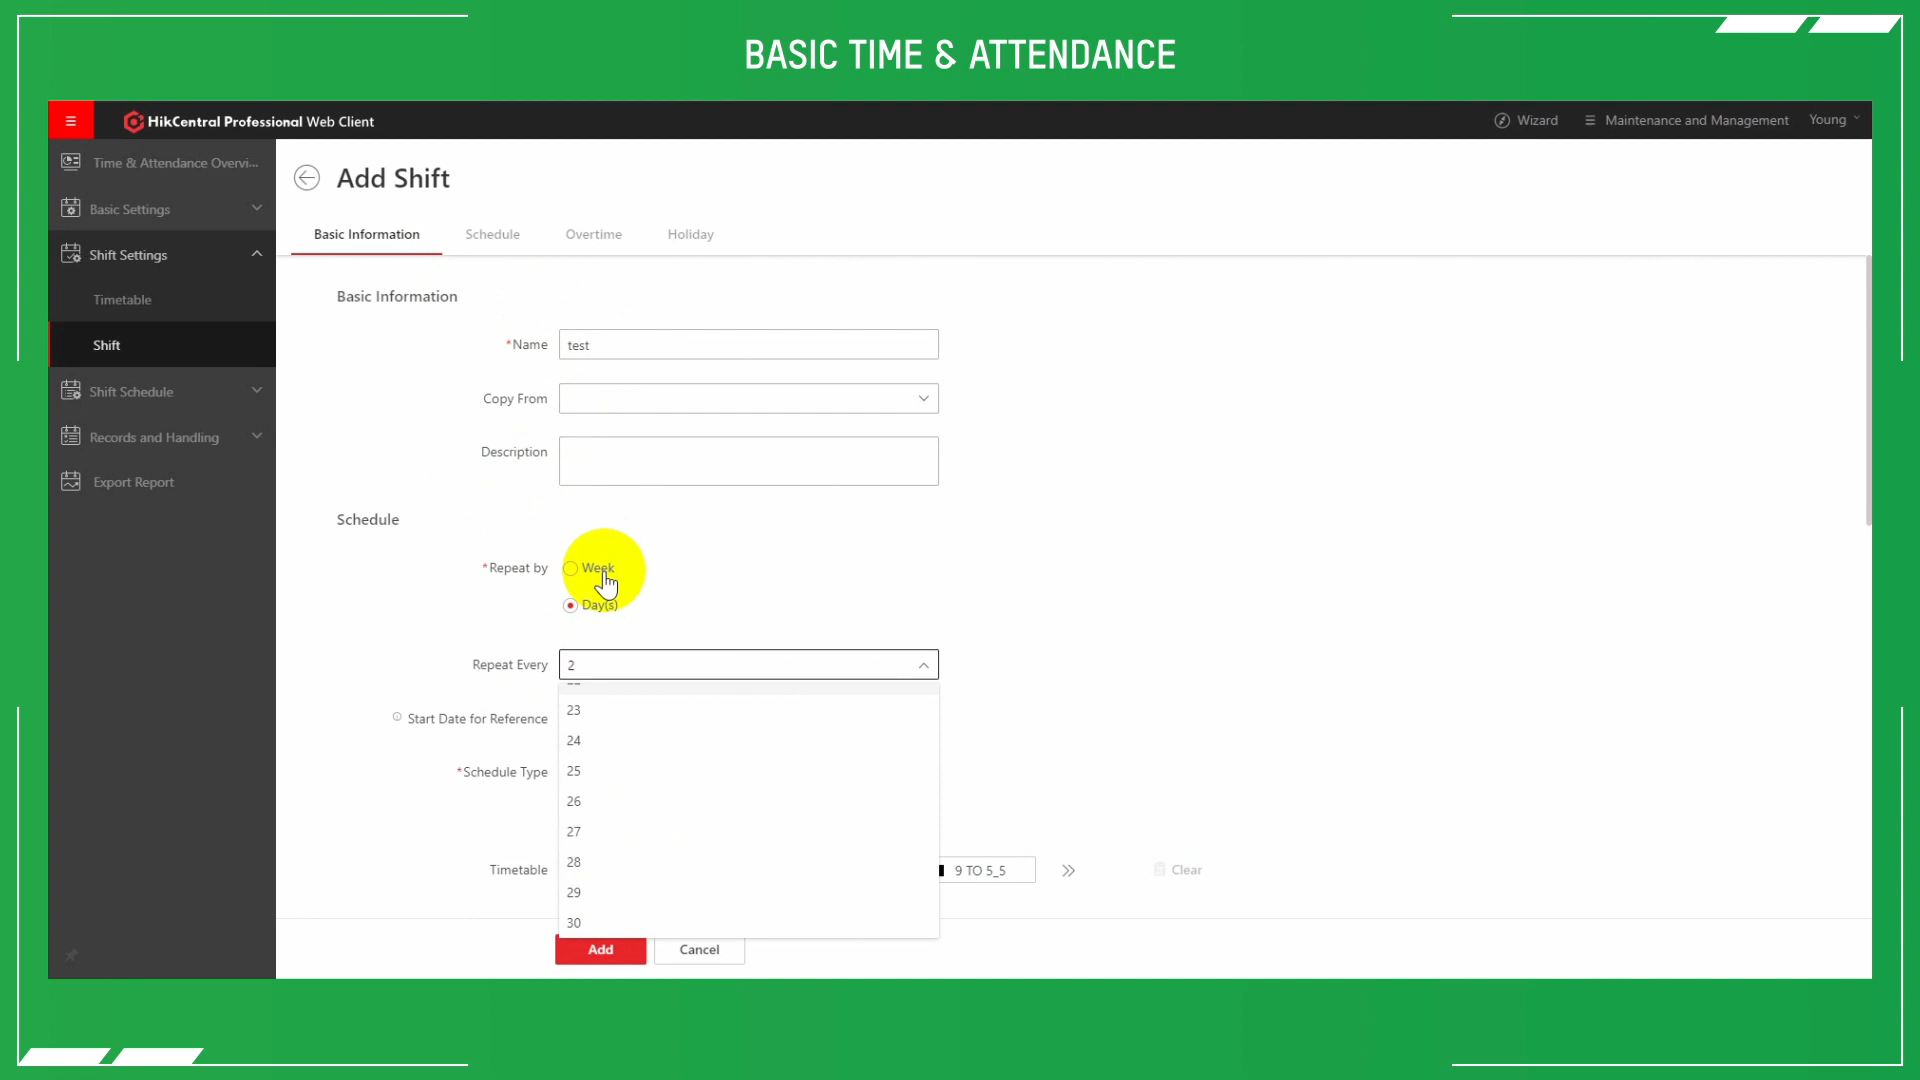 BASIC TIME & ATTENDANCE
HikCentral Professional Web Client
Wizard
Maintenance and Management
Young
Time & Attendance Overvi...
Basic Settings
Shift Settings
Timetable
Shift
Shift Schedule
Records and Handling
Export Report
Add Shift
Basic Information
Schedule
Overtime
Holiday
Basic Information
*Name
test
Copy From
Description
Schedule
*Repeat by
Week
Day(s)
Repeat Every
2
23
24
25
26
27
28
29
30
Start Date for Reference
*Schedule Type
Timetable
9 TO 5_5
Clear
Add
Cancel